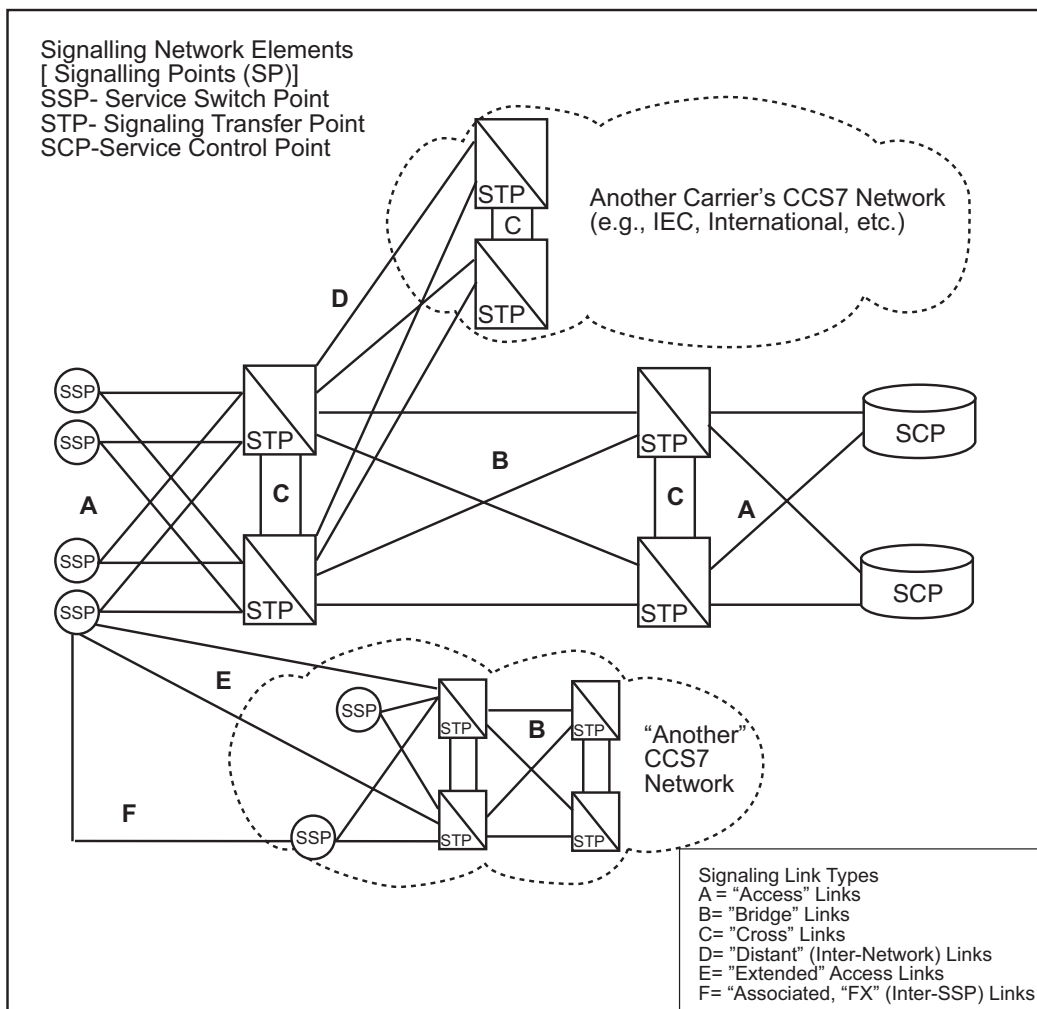 Signalling Network Elements
[ Signalling Points (SP)]
SSP- Service Switch Point
STP- Signaling Transfer Point
SCP-Service Control Point
STP
C
STP
Another Carrier's CCS7 Network
(e.g., IEC, International, etc.)
D
SSP
SSP
A
SSP
SSP
STP
C
STP
B
STP
C
STP
A
SCP
SCP
E
F
SSP
SSP
STP
STP
B
STP
STP
“Another”
CCS7
Network
Signaling Link Types
A = “Access” Links
B= ”Bridge” Links
C= ”Cross” Links
D= ”Distant” (Inter-Network) Links
E= ”Extended” Access Links
F= “Associated, “FX” (Inter-SSP) Links